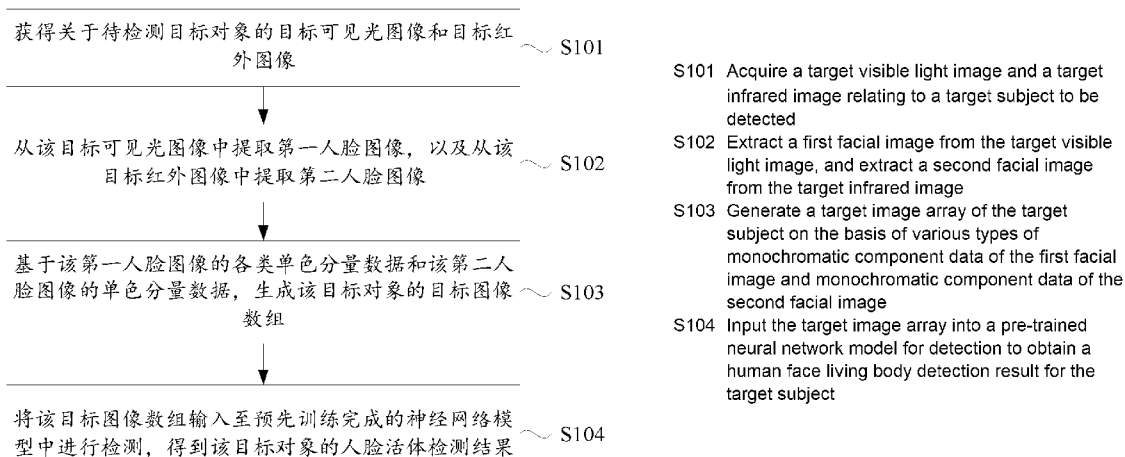 获得关于待检测目标对象的目标可见光图像和目标红
外图像
S101
从该目标可见光图像中提取第一人脸图像，以及从该
目标红外图像中提取第二人脸图像
S102
基于该第一人脸图像的各类单色分量数据和该第二人
脸图像的单色分量数据，生成该目标对象的目标图像
数组
S103
将该目标图像数组输入至预先训练完成的神经网络模
型中进行检测，得到该目标对象的人脸活体检测结果
S104
S101 Acquire a target visible light image and a target
infrared image relating to a target subject to be
detected
S102 Extract a first facial image from the target visible
light image, and extract a second facial image
from the target infrared image
S103 Generate a target image array of the target
subject on the basis of various types of
monochromatic component data of the first facial
image and monochromatic component data of the
second facial image
S104 Input the target image array into a pre-trained
neural network model for detection to obtain a
human face living body detection result for the
target subject